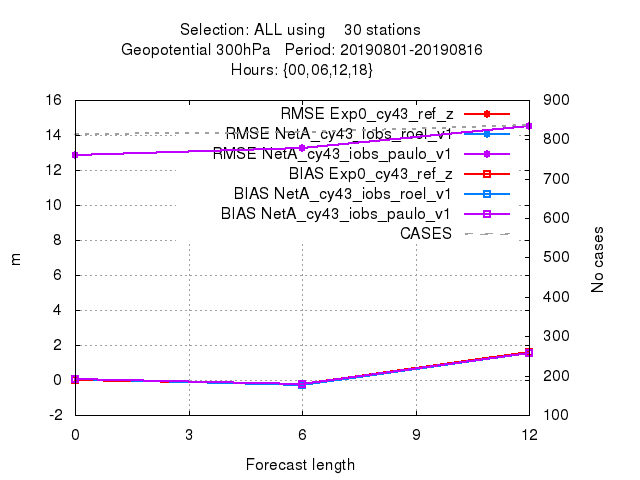 Selection: ALL using 30 stations
Geopotential 300hPa Period: 20190801-20190816
Hours: {00,06,12,18}
16 900
RMSE Exp0_cy43_ref_z
14 RMSE NetA_cy43_iobs_roel_v1 800
RMSE NetA_cy43_iobs_paulo_v1
12 BIAS Exp0_cy43_ref_z 700
BIAS NetA_cy43_iobs_roel_v1
10 BIAS NetA_cy43_iobs_paulo_v1 600
8 CASES 500
m
No cases
6 400
4 300
2 200
0
-2 100
0 3 6 9 12
Forecast length